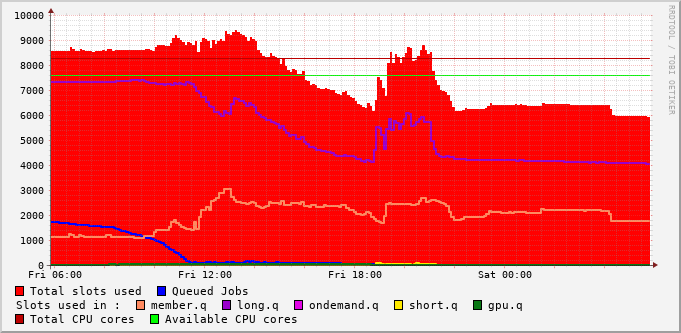 10000
9000
8000
7000
6000
5000
4000
3000
2000
1000
0
Fri 06:00 Fri 12:00 Fri 18:00 Sat 00:00
RRDTOOL / TOBI OETIKER
Total slots used Queued Jobs
Slots used in : member.q long.q ondemand.q short.q gpu.q
Total CPU cores Available CPU cores